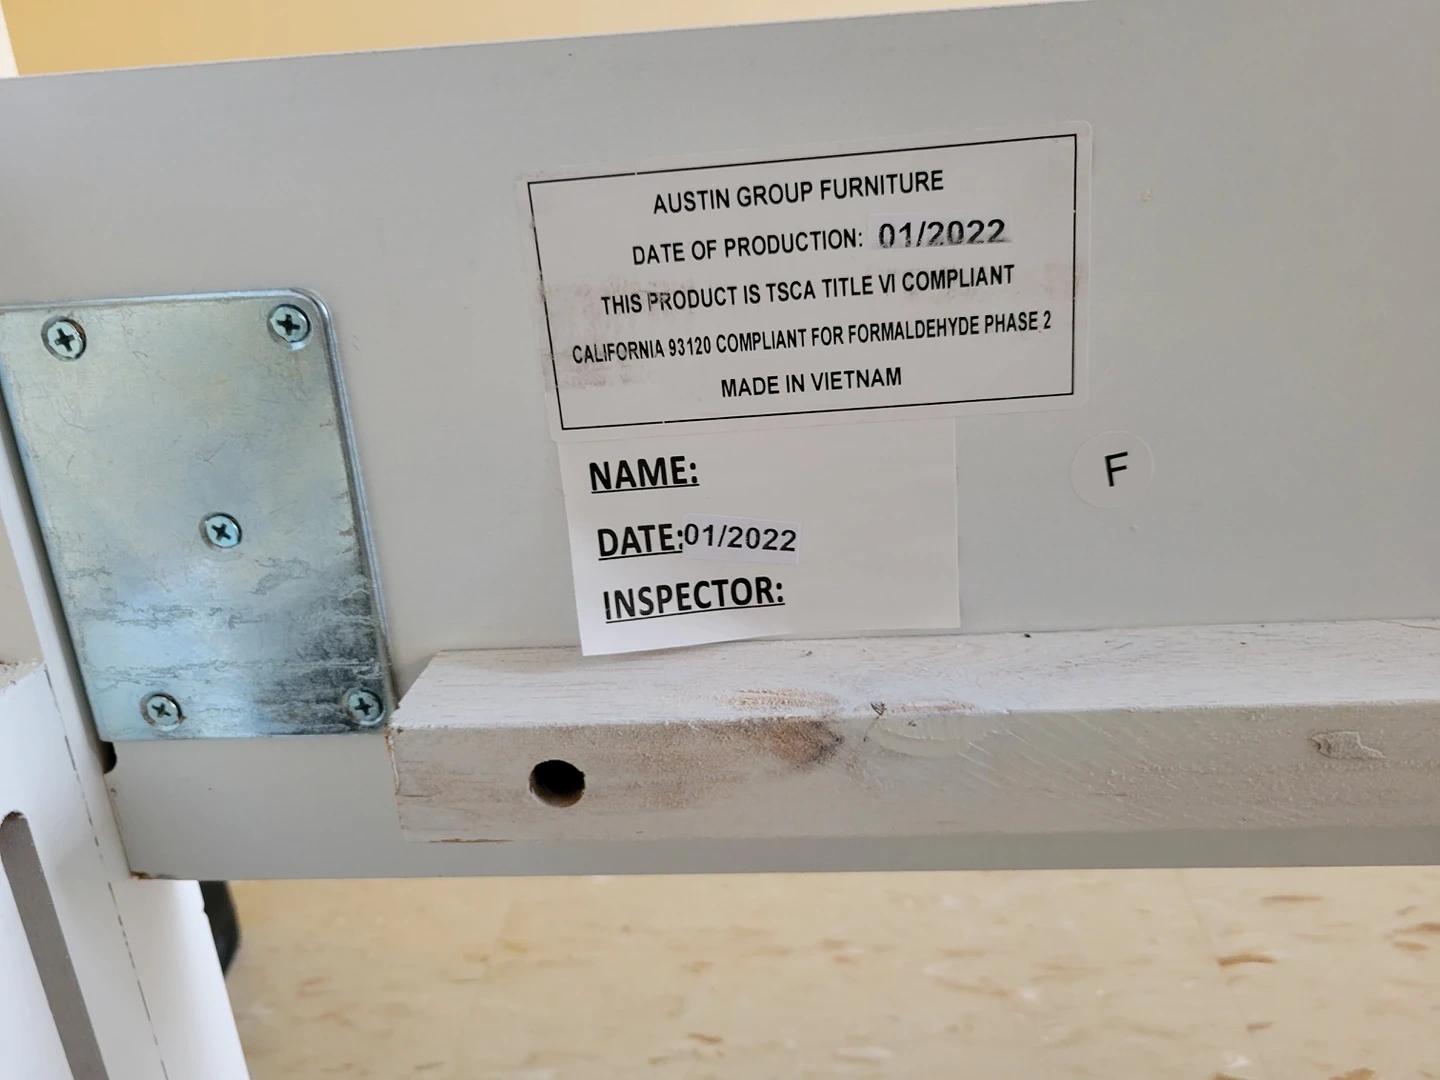 AUSTIN GROUP FURNITURE
DATE OF PRODUCTION: 01/2022
THIS PRODUCT IS TSCA TITLE VI COMPLIANT
CALIFORNIA 93120 COMPLIANT FOR FORMALDEHYDE PHASE 2
MADE IN VIETNAM
NAME:
DATE:01/2022
INSPECTOR:
F